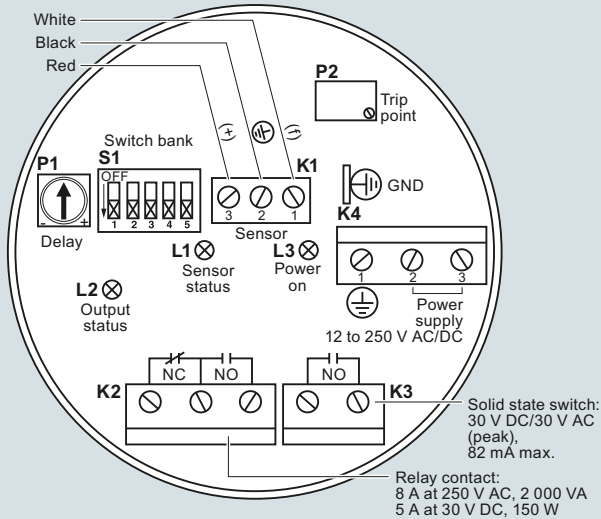 White
Black
Red
P2
Trip
point
(+)
(f)
Switch bank
P1
S1
OFF
K1
GND
K4
- +
1 2 3 4 5
3 2 1
Delay
Sensor
L1
Sensor
status
L3
Power
on
1 2 3
L2
Output
status
Power
supply
12 to 250 V AC/DC
NC NO
NO
K2
K3
Solid state switch:
30 V DC/30 V AC
(peak),
82 mA max.
Relay contact:
8 A at 250 V AC, 2 000 VA
5 A at 30 V DC, 150 W